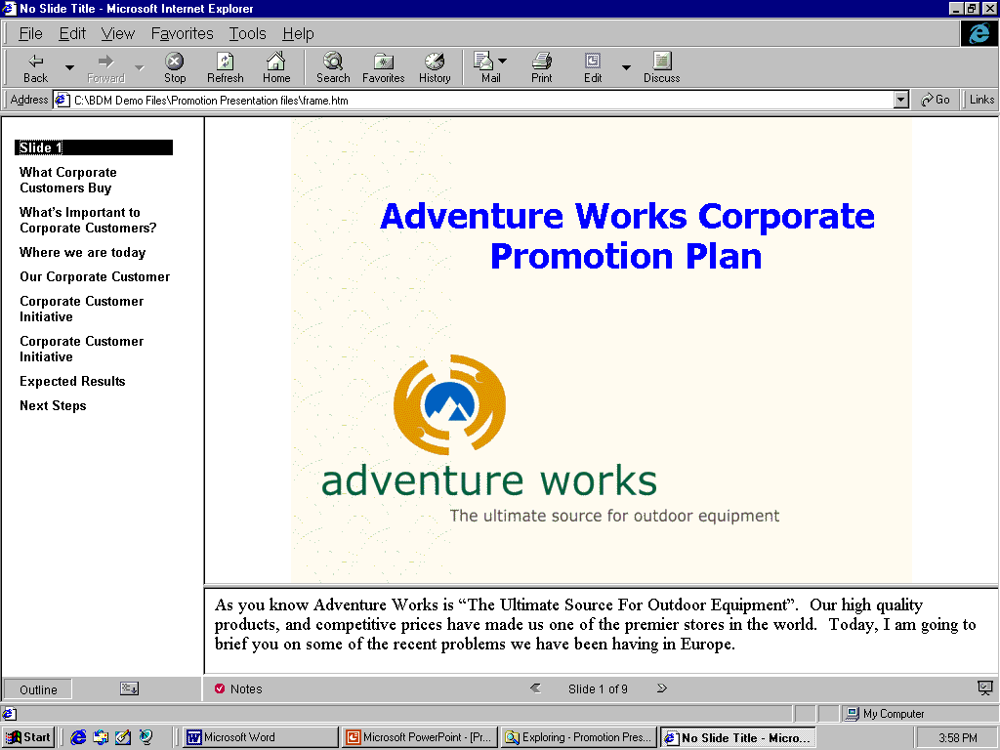 No Slide Title - Microsoft Internet Explorer
File Edit View Favorites Tools Help
Back Forward Stop Refresh Home Search Favorites History Mail Print Edit Discuss
Address C:\BDM Demo Files\Promotion Presentation files\frame.htm Go Links
Slide 1
What Corporate
Customers Buy
What's Important to
Corporate Customers?
Where we are today
Our Corporate Customer
Corporate Customer
Initiative
Corporate Customer
Initiative
Expected Results
Next Steps
Adventure Works Corporate
Promotion Plan
adventure works
The ultimate source for outdoor equipment
As you know Adventure Works is “The Ultimate Source For Outdoor Equipment”.  Our high quality
products, and competitive prices have made us one of the premier stores in the world.  Today, I am going to
brief you on some of the recent problems we have been having in Europe.
Outline Notes Slide 1 of 9
My Computer
Start Microsoft Word Microsoft PowerPoint - [Pr... Exploring - Promotion Pres... No Slide Title - Micro... 3:58 PM